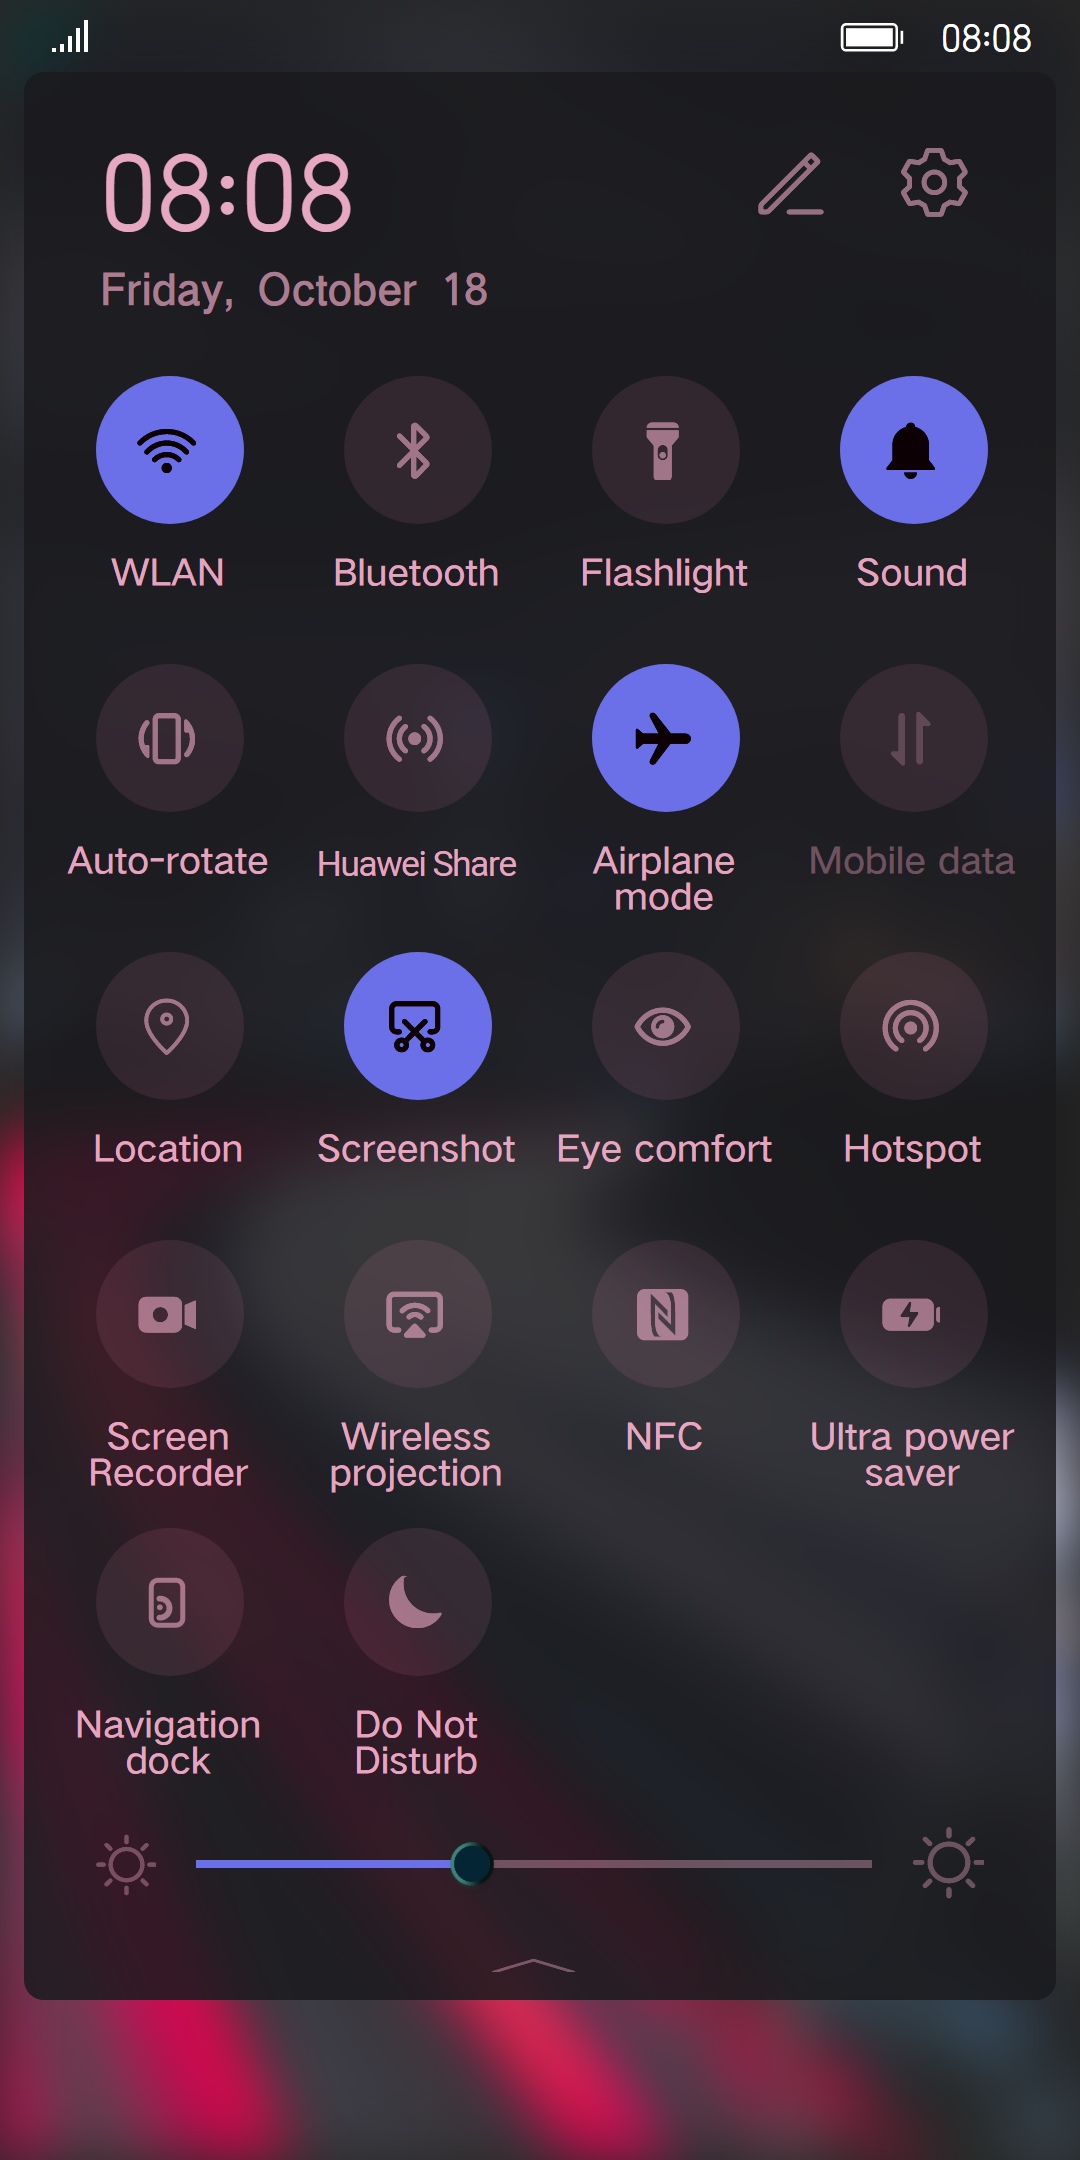 08:08
08:08
Friday, October 18
WLAN
Bluetooth
Flashlight
Sound
Auto-rotate
Huawei Share
Airplane
mode
Mobile data
Location
Screenshot
Eye comfort
Hotspot
Screen
Recorder
Wireless
projection
NFC
Ultra power
saver
Navigation
dock
Do Not
Disturb